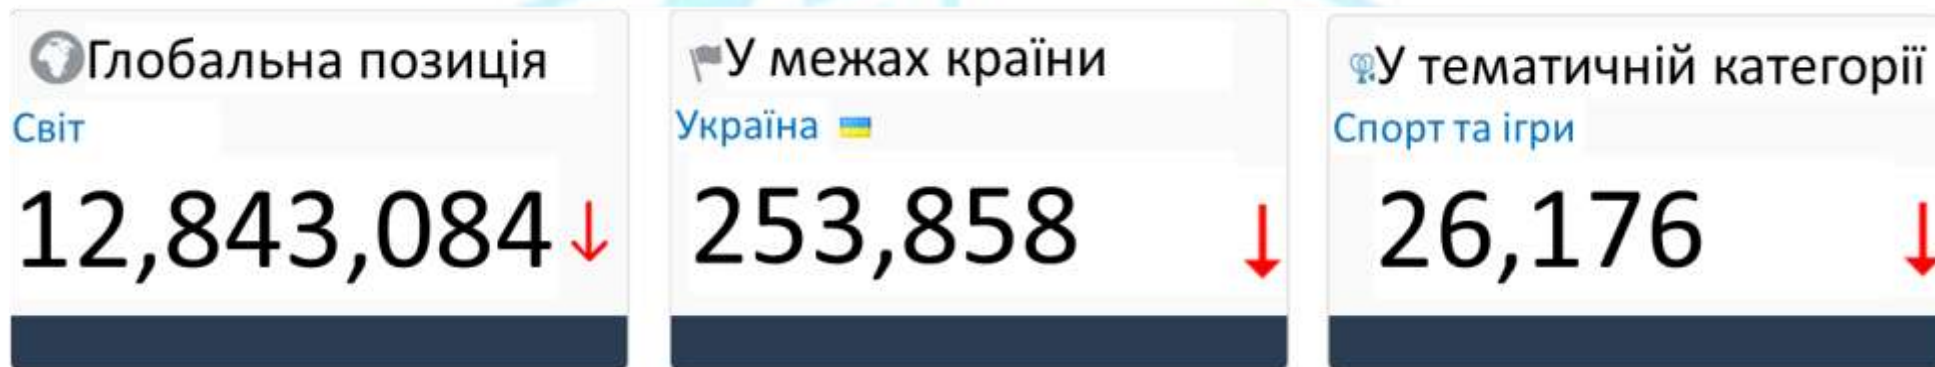 Глобальна позиція
Світ
12,843,084↓
У межах країни
Україна
253,858 ↓
У тематичній категорії
Спорт та ігри
26,176 ↓